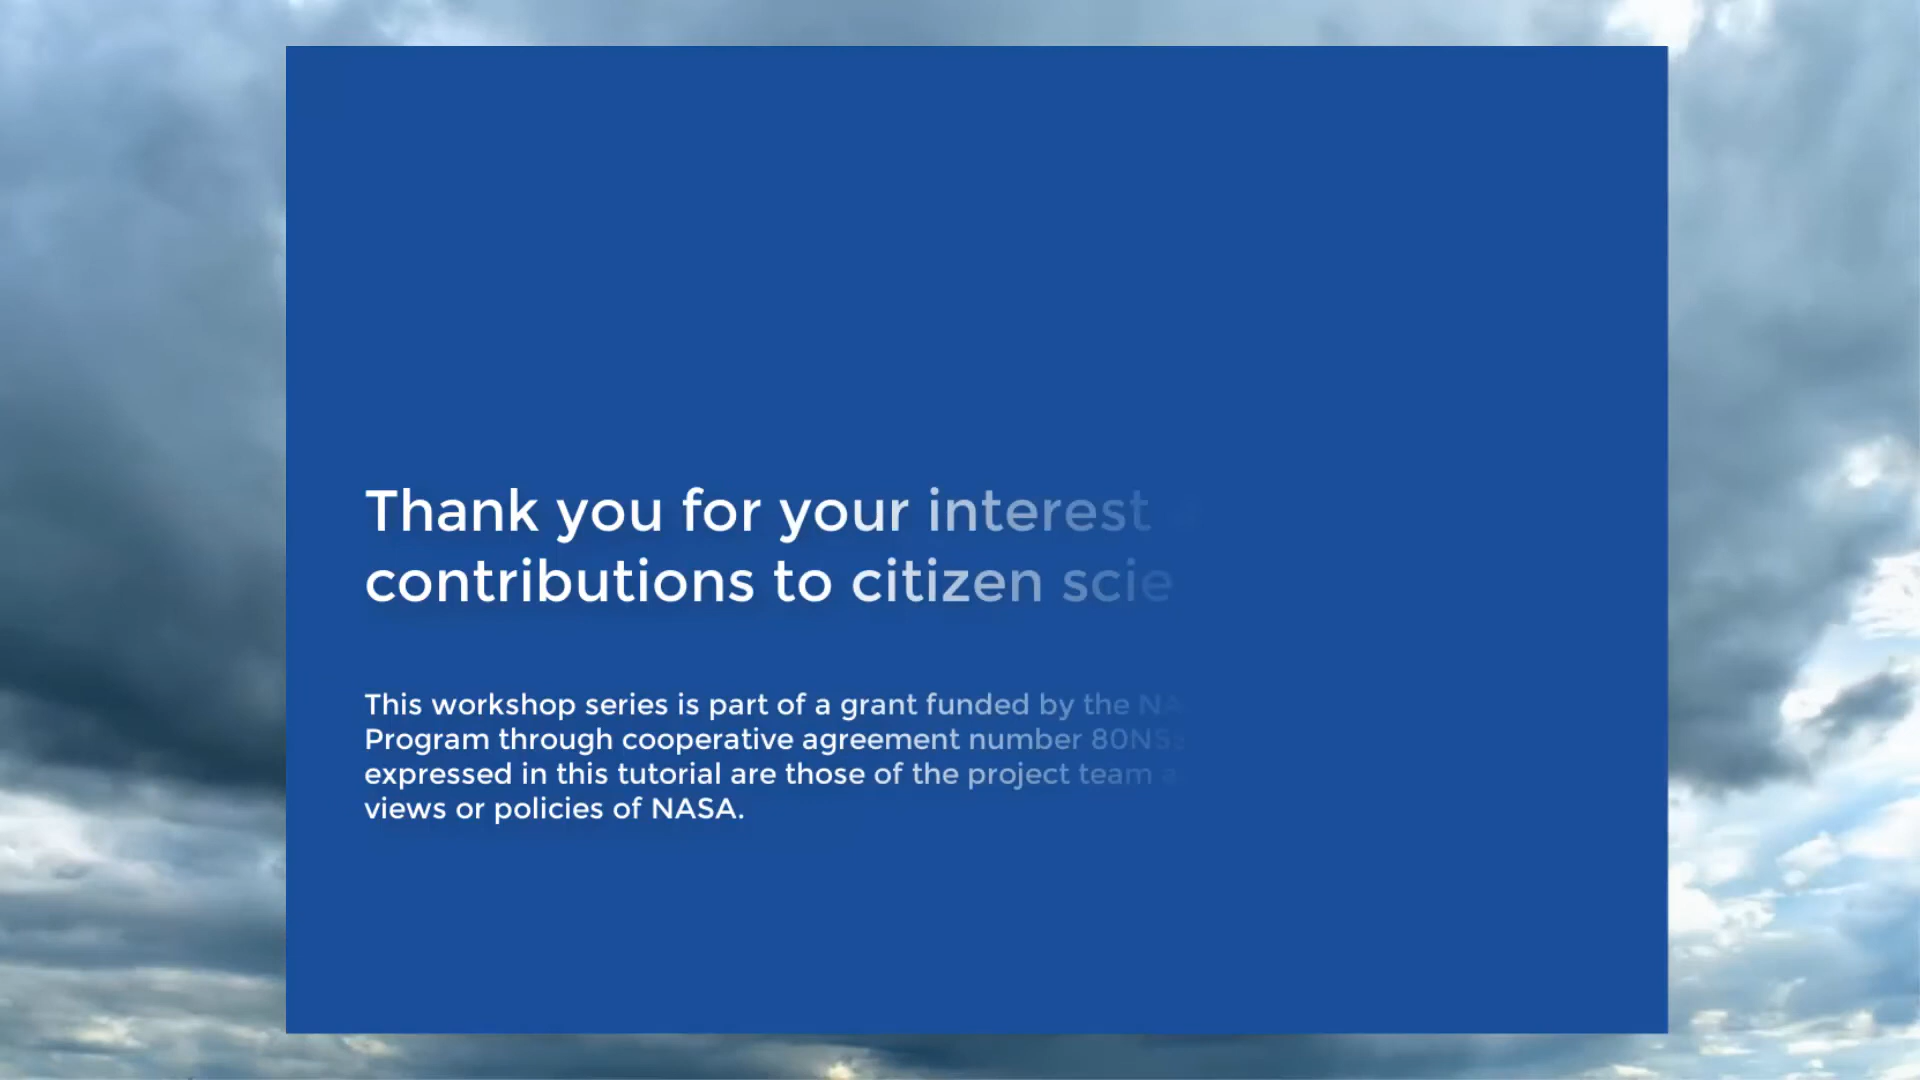 Thank you for your interest
contributions to citizen
This workshop series is part of a grant funded by the
Program through cooperative agreement number
expressed in this tutorial are those of the project team
views or policies of NASA.